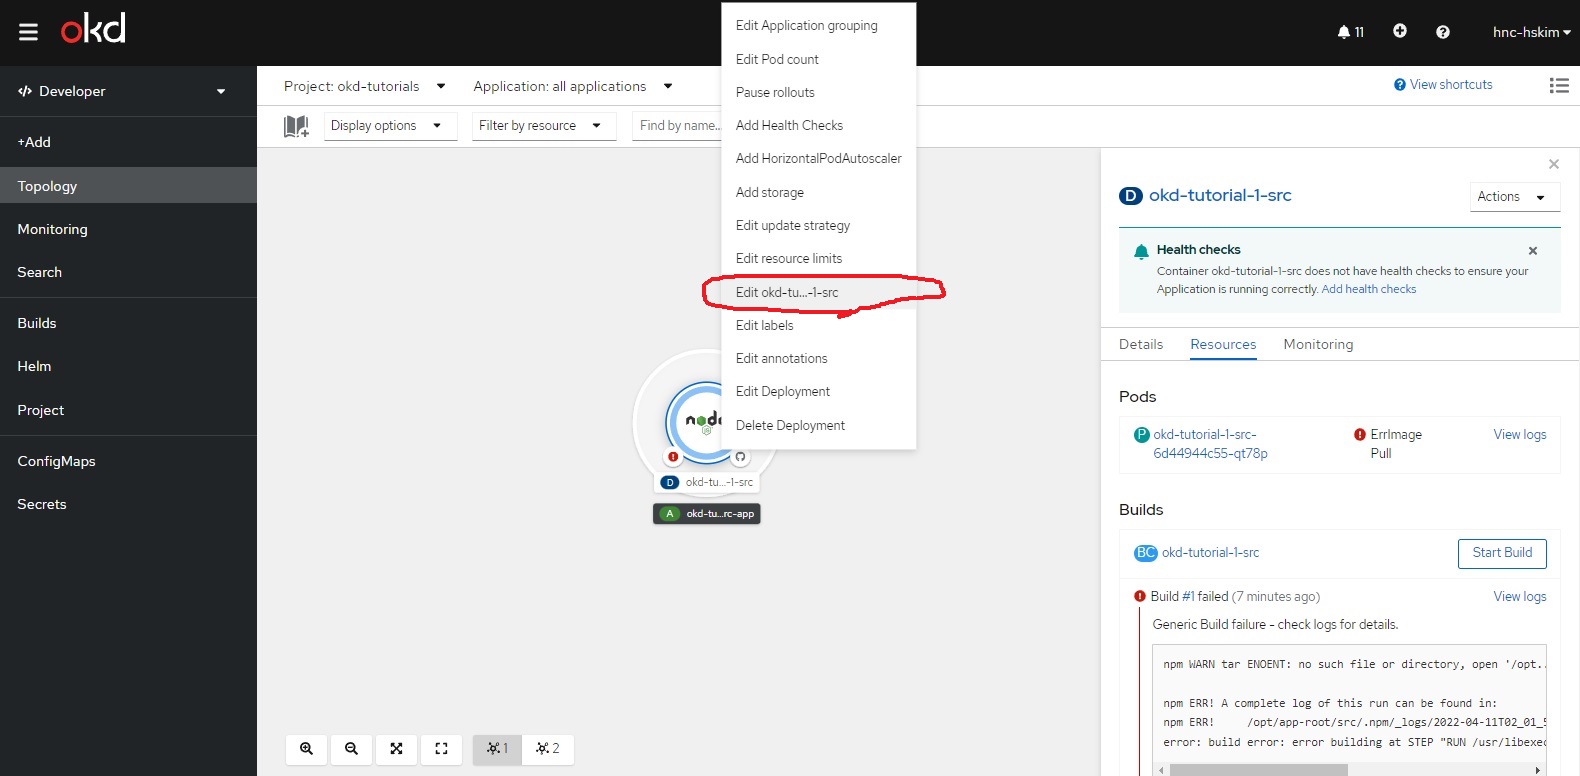 okd
11
hnc-hskim
Developer
+Add
Topology
Monitoring
Search
Builds
Helm
Project
ConfigMaps
Secrets
Project: okd-tutorials
Application: all applications
View shortcuts
Display options
Filter by resource
Find by name...
Edit Application grouping
Edit Pod count
Pause rollouts
Add Health Checks
Add HorizontalPodAutoscaler
Add storage
Edit update strategy
Edit resource limits
Edit okd-tu...-1-src
Edit labels
Edit annotations
Edit Deployment
Delete Deployment
node
D okd-tu...-1-src
A okd-tu...rc-app
1
2
D okd-tutorial-1-src
Actions
Health checks
Container okd-tutorial-1-src does not have health checks to ensure your
Application is running correctly. Add health checks
Details Resources Monitoring
Pods
P okd-tutorial-1-src-
6d44944c55-qt78p
ErrImage
Pull
View logs
Builds
BC okd-tutorial-1-src
Start Build
Build #1 failed (7 minutes ago)
View logs
Generic Build failure - check logs for details.
npm WARN tar ENOENT: no such file or directory, open '/opt..
npm ERR! A complete log of this run can be found in:
npm ERR!     /opt/app-root/src/.npm/_logs/2022-04-11T02_01_5
error: build error: error building at STEP "RUN /usr/libexec